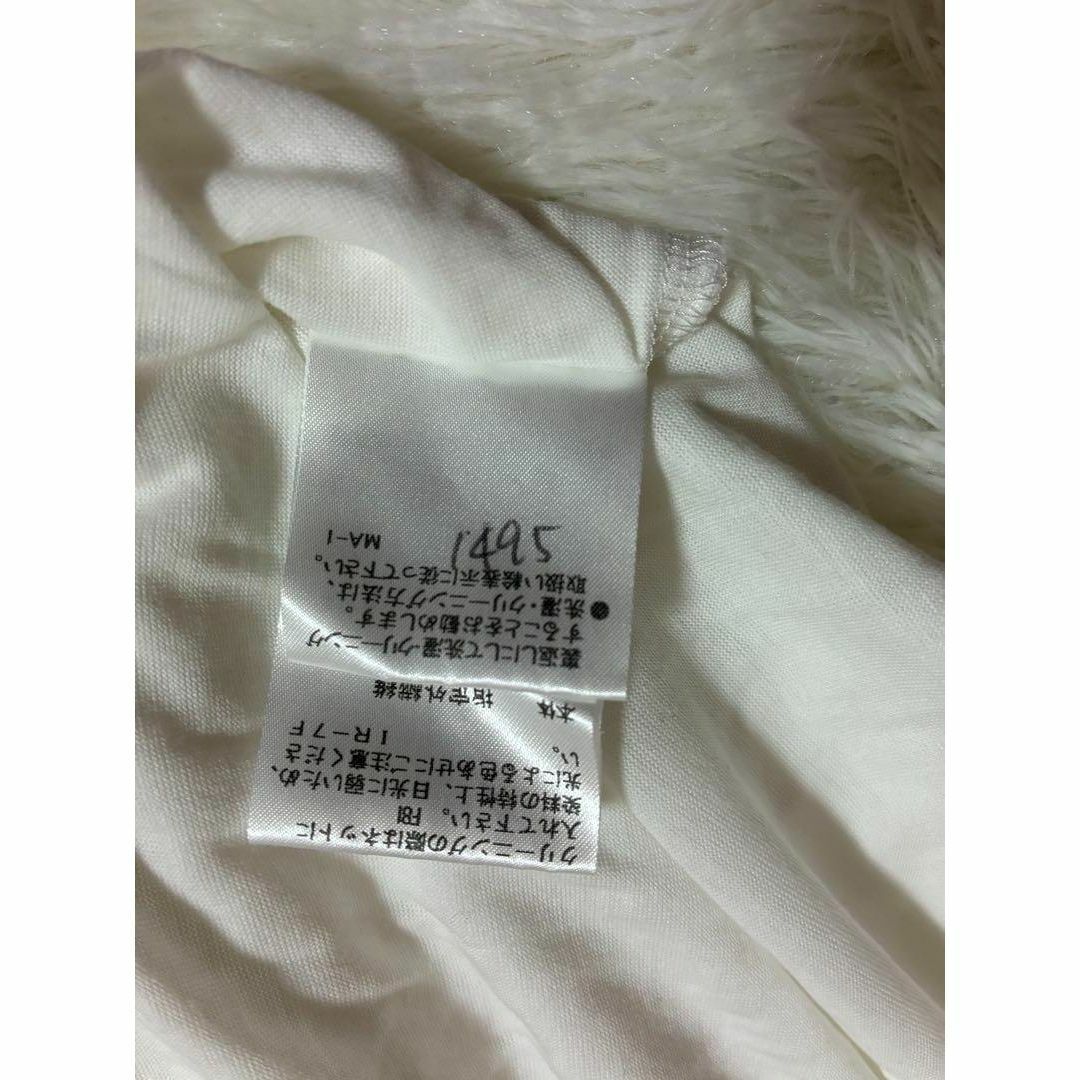 クリーニングの際はネットに
入れて下さい。
染料の特性上、日光に弱いため、
光による色あせにご注意くださ
い。 IR-7F
本体 指定外繊維
裏返しにして洗濯・クリーニング
することをお勧めします。
●洗濯・クリーニング方法は、
取扱い絵表示に従って下さい。
MA-1
1495